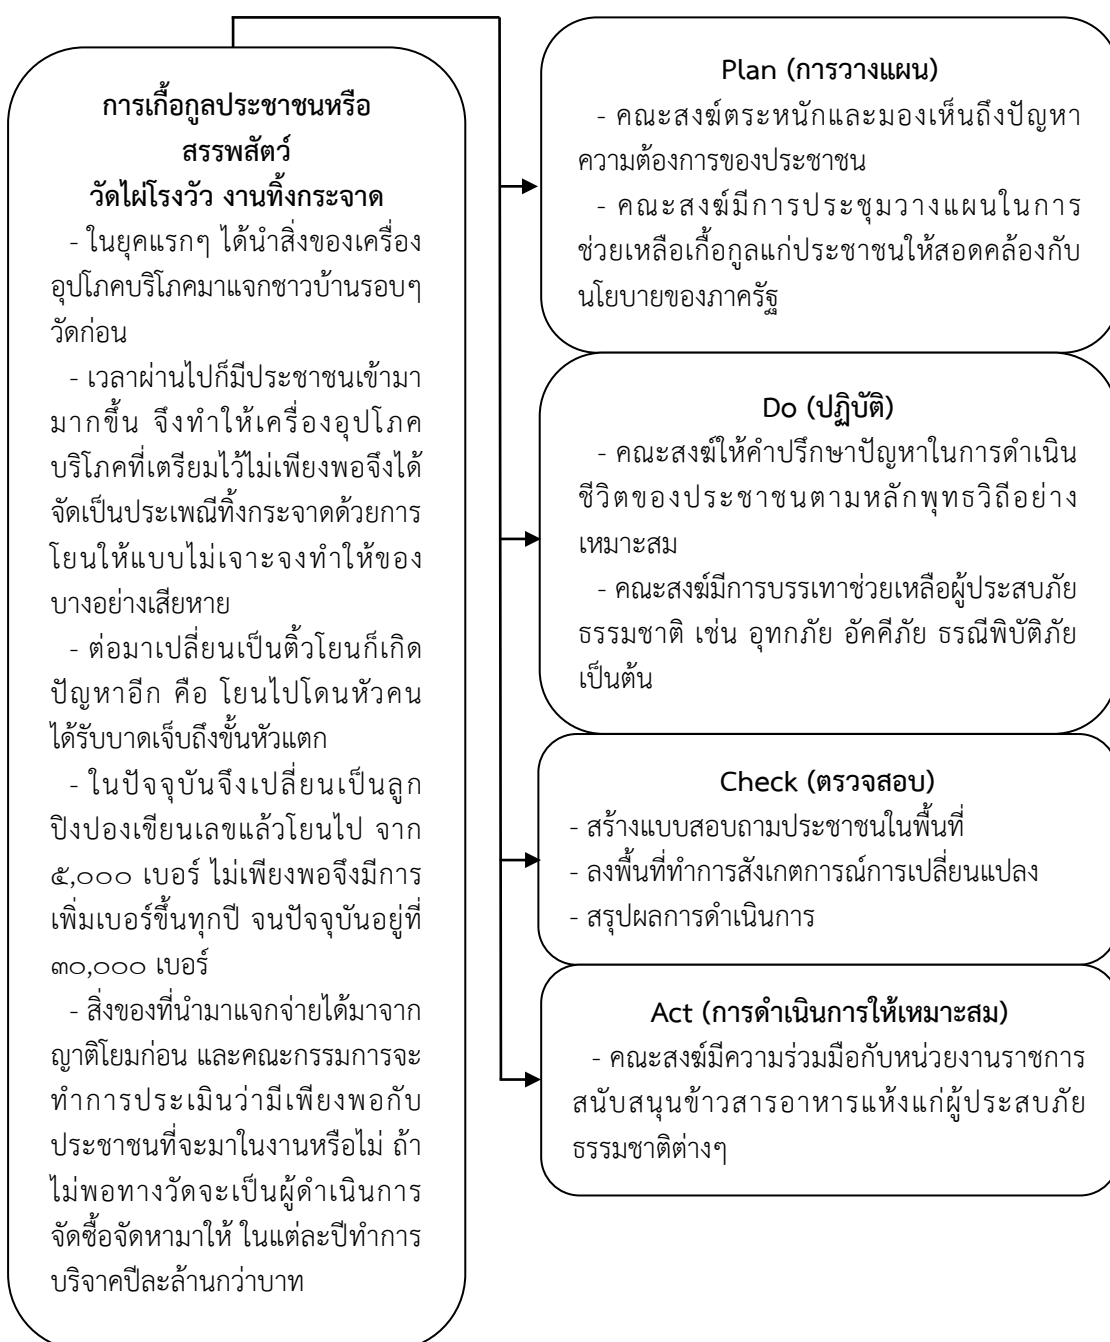 การเกื้อกูลประชาชนหรือ
สรรพสัตว์
วัดไผ่โรงวัว งานทิ้งกระจาด
- ในยุคแรกๆ ได้นำสิ่งของเครื่อง
อุปโภคบริโภคมาแจกชาวบ้านรอบๆ
วัดก่อน
- เวลาผ่านไปก็มีประชาชนเข้ามา
มากขึ้น จึงทำให้เครื่องอุปโภค
บริโภคที่เตรียมไว้ไม่เพียงพอจึงได้
จัดเป็นประเพณีทิ้งกระจาดด้วยการ
โยนให้แบบไม่เจาะจงทำให้ของ
บางอย่างเสียหาย
- ต่อมาเปลี่ยนเป็นติ้วโยนก็เกิด
ปัญหาอีก คือ โยนไปโดนหัวคน
ได้รับบาดเจ็บถึงขั้นหัวแตก
- ในปัจจุบันจึงเปลี่ยนเป็นลูก
ปิงปองเขียนเลขแล้วโยนไป จาก
๕,๐๐๐ เบอร์ ไม่เพียงพอจึงมีการ
เพิ่มเบอร์ขึ้นทุกปี จนปัจจุบันอยู่ที่
๓๐,๐๐๐ เบอร์
- สิ่งของที่นำมาแจกจ่ายได้มาจาก
ญาติโยมก่อน และคณะกรรมการจะ
ทำการประเมินว่ามีเพียงพอกับ
ประชาชนที่จะมาในงานหรือไม่ ถ้า
ไม่พอทางวัดจะเป็นผู้ดำเนินการ
จัดซื้อจัดหามาให้ ในแต่ละปีทำการ
บริจาคปีละล้านกว่าบาท
Plan (การวางแผน)
- คณะสงฆ์ตระหนักและมองเห็นถึงปัญหา
ความต้องการของประชาชน
- คณะสงฆ์มีการประชุมวางแผนในการ
ช่วยเหลือเกื้อกูลแก่ประชาชนให้สอดคล้องกับ
นโยบายของภาครัฐ
Do (ปฏิบัติ)
- คณะสงฆ์ให้คำปรึกษาปัญหาในการดำเนิน
ชีวิตของประชาชนตามหลักพุทธวิถีอย่าง
เหมาะสม
- คณะสงฆ์มีการบรรเทาช่วยเหลือผู้ประสบภัย
ธรรมชาติ เช่น อุทกภัย อัคคีภัย ธรณีพิบัติภัย
เป็นต้น
Check (ตรวจสอบ)
- สร้างแบบสอบถามประชาชนในพื้นที่
- ลงพื้นที่ทำการสังเกตการณ์การเปลี่ยนแปลง
- สรุปผลการดำเนินการ
Act (การดำเนินการให้เหมาะสม)
- คณะสงฆ์มีความร่วมมือกับหน่วยงานราชการ
สนับสนุนข้าวสารอาหารแห้งแก่ผู้ประสบภัย
ธรรมชาติต่างๆ